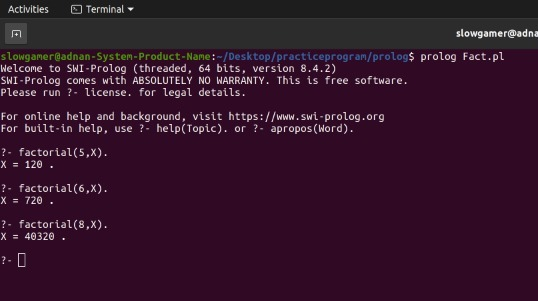 Activities Terminal
slowgamer@adn
slowgamer@adnan-System-Product-Name:~/Desktop/practiceprogram/prolog$ prolog Fact.pl
Welcome to SWI-Prolog (threaded, 64 bits, version 8.4.2)
SWI-Prolog comes with ABSOLUTELY NO WARRANTY. This is free software.
Please run ?- license. for legal details.
For online help and background, visit https://www.swi-prolog.org
For built-in help, use ?- help(Topic). or ?- apropos(Word).
?- factorial(5,X).
X = 120 .
?- factorial(6,X).
X = 720 .
?- factorial(8,X).
X = 40320 .
?-